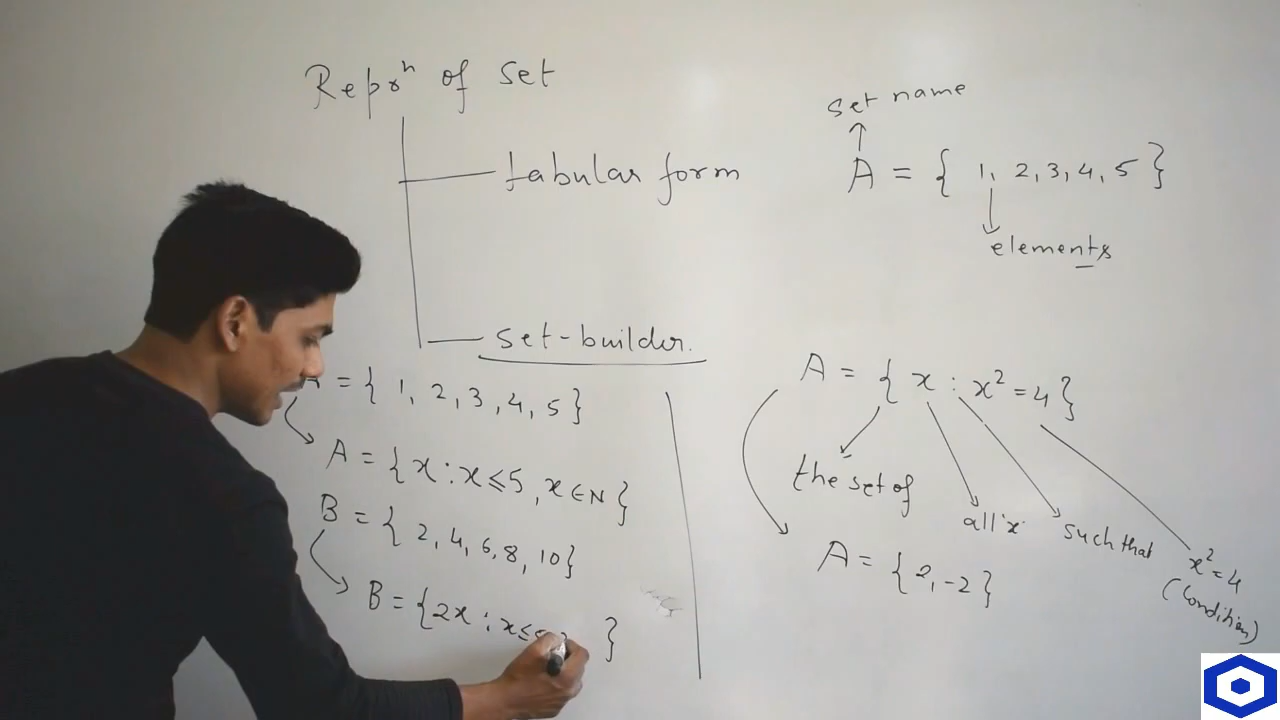 Reprⁿ of set
tabular form
set-builder.
= { 1, 2, 3, 4, 5 }
A = { x : x ≤ 5, x ∈ N }
B = { 2, 4, 6, 8, 10 }
B = { 2x : x ≤ }
set name
A = { 1, 2, 3, 4, 5 }
elements
A = { x : x² = 4 }
the set of
all 'x'
such that
x² = 4
(Condition)
A = { 2, -2 }